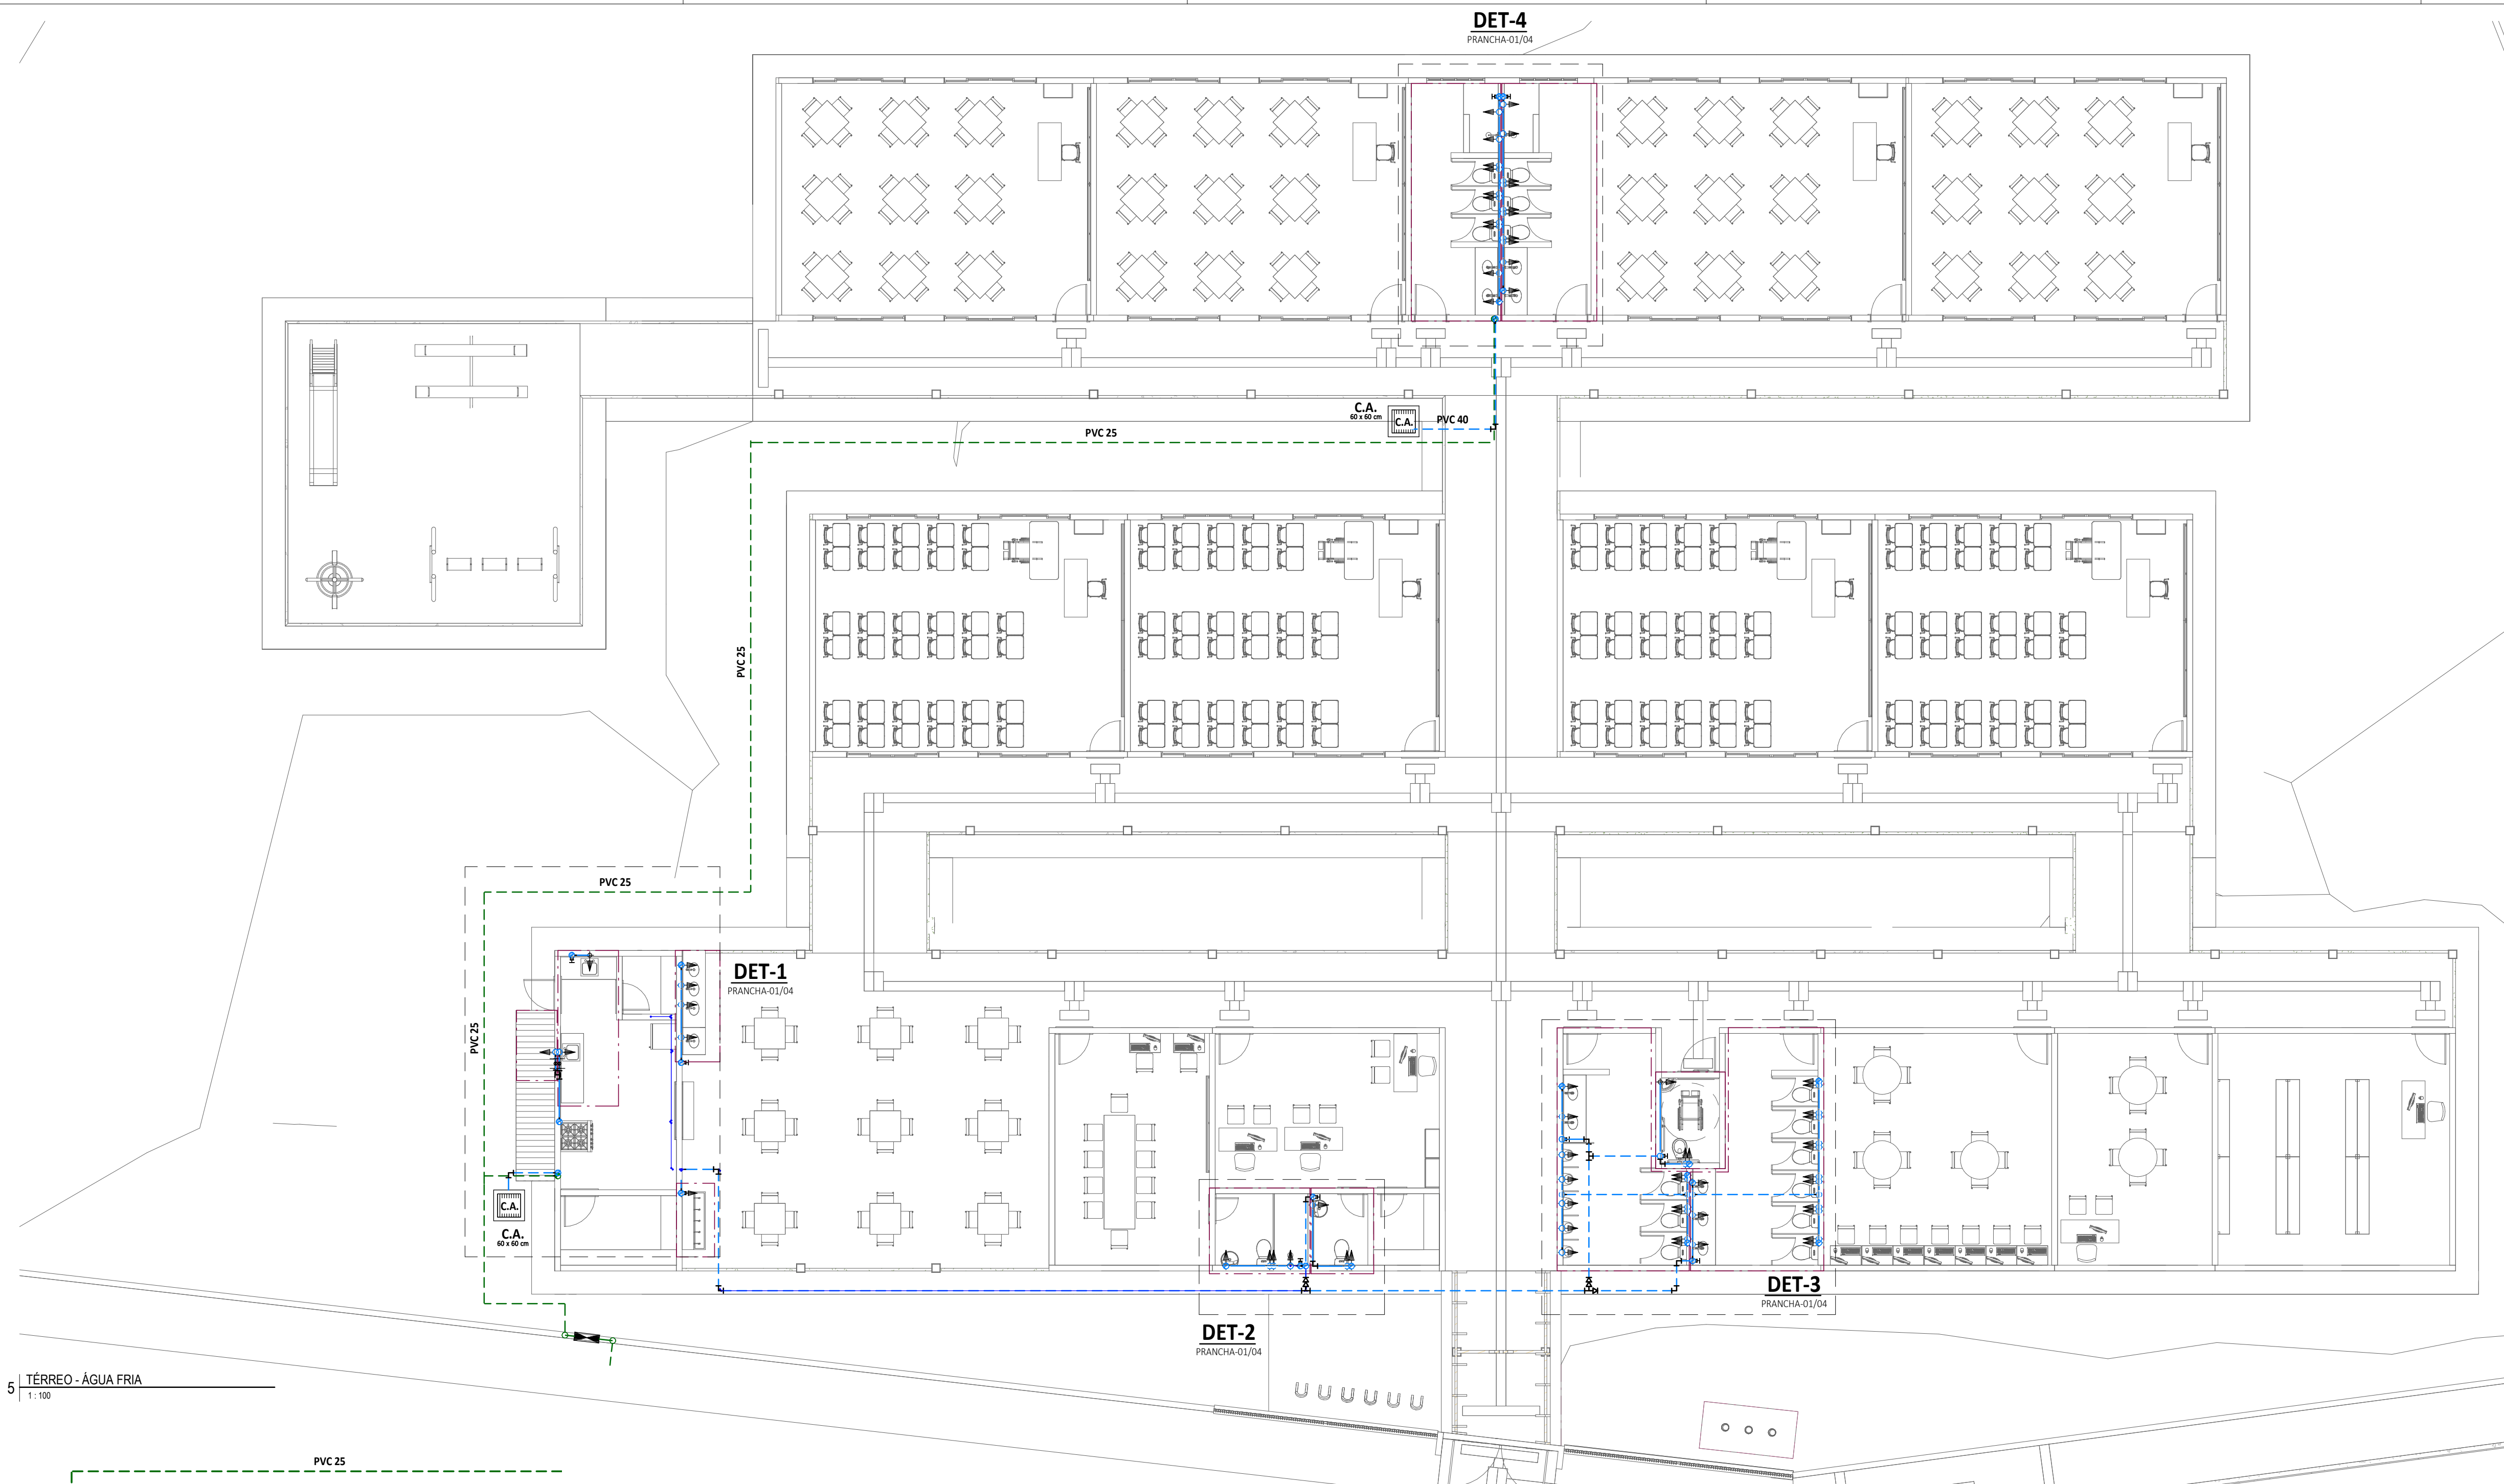 DET-4
PRANCHA-01/04
C.A.
60 x 60 cm
C.A.
PVC 40
PVC 25
PVC 25
PVC 25
DET-1
PRANCHA-01/04
PVC 25
C.A.
C.A.
60 x 60 cm
DET-3
PRANCHA-01/04
DET-2
PRANCHA-01/04
5
TÉRREO - ÁGUA FRIA
1 : 100
PVC 25